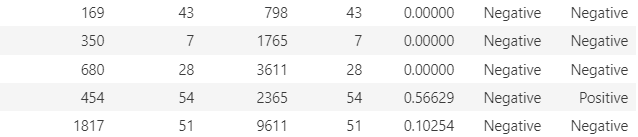 169 43 798 43 0.00000 Negative Negative
350 7 1765 7 0.00000 Negative Negative
680 28 3611 28 0.00000 Negative Negative
454 54 2365 54 0.56629 Negative Positive
1817 51 9611 51 0.10254 Negative Negative